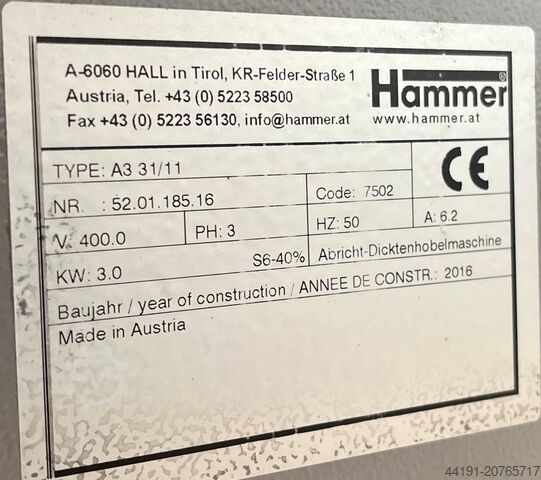 A-6060 HALL in Tirol, KR-Felder-Straße 1
Austria, Tel. +43 (0) 5223 58500
Fax +43 (0) 5223 56130, info@hammer.at
Hammer®
www.hammer.at
TYPE: A3 31/11
NR. : 52.01.185.16 Code: 7502
V: 400.0 PH: 3 HZ: 50 A: 6.2
KW: 3.0 S6-40% Abricht-Dicktenhobelmaschine
Baujahr / year of construction / ANNEE DE CONSTR.: 2016
Made in Austria
CE
44191-20765717